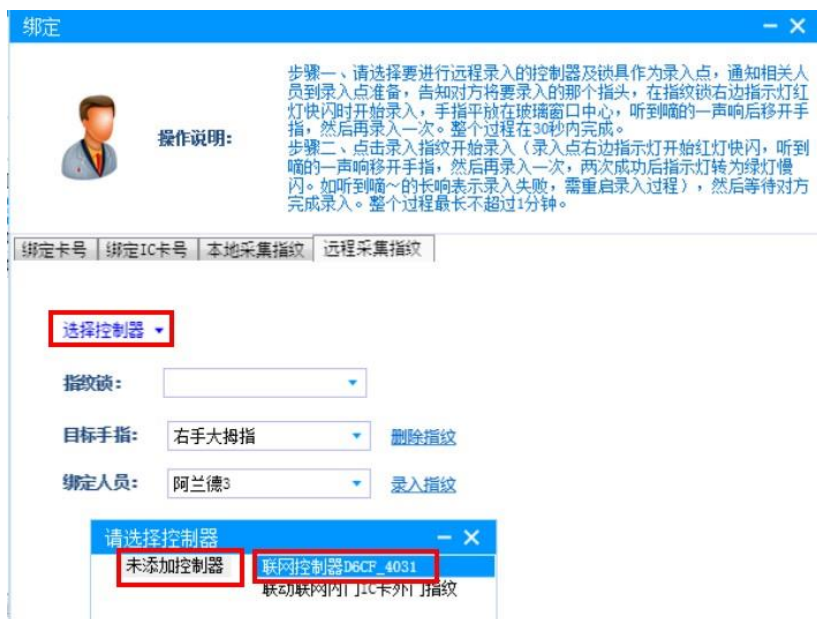 绑定
步骤一、请选择要进行远程录入的控制器及锁具作为录入点，通知相关人
员到录入点准备，告知对方将要录入的那个指头，在指纹锁右边指示灯红
灯快闪时开始录入，手指平放在玻璃窗口中心，听到嘀的一声响后移开手
指，然后再录入一次。整个过程在30秒内完成。
操作说明:
步骤二、点击录入指纹开始录入（录入点右边指示灯开始红灯快闪，听到
嘀的一声响移开手指，然后再录入一次，两次成功后指示灯转为绿灯慢
闪。如听到嘀～的长响表示录入失败，需重启录入过程），然后等待对方
完成录入。整个过程最长不超过1分钟。
绑定卡号 绑定IC卡号 本地采集指纹 远程采集指纹
选择控制器
指纹锁:
目标手指: 右手大拇指 删除指纹
绑定人员: 阿兰德3 录入指纹
请选择控制器
未添加控制器 联网控制器D6CF_4031
联动联网内门IC卡外门指纹